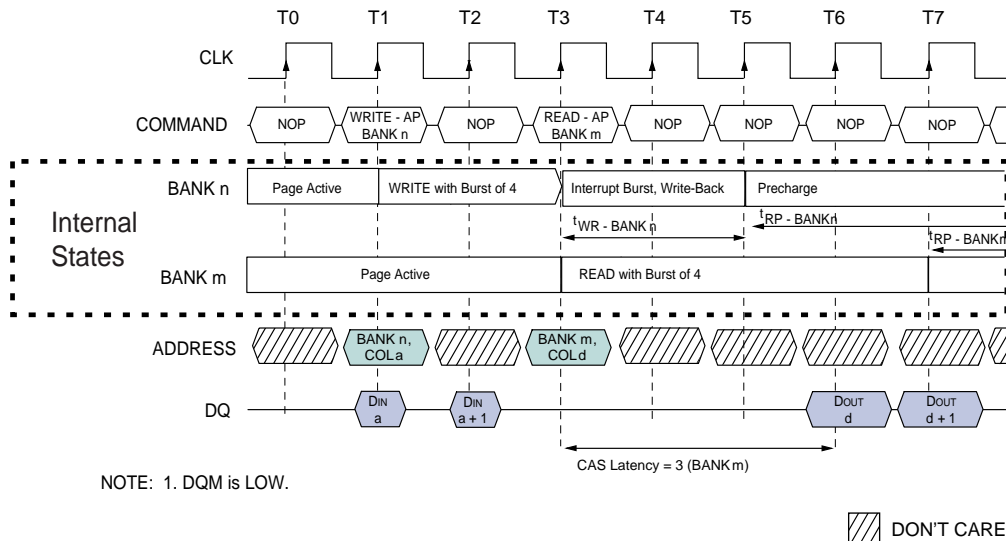 T0 T1 T2 T3 T4 T5 T6 T7
CLK
COMMAND NOP WRITE - AP NOP READ - AP NOP NOP NOP NOP
BANK n BANK m
BANK n Page Active WRITE with Burst of 4 Interrupt Burst, Write-Back Precharge
Internal
States
tWR - BANK n tRP - BANK n
tRP - BANK n
BANK m Page Active READ with Burst of 4
ADDRESS BANK n, BANK m,
COL a COL d
DQ DIN DIN DOUT DOUT
a a + 1 d d + 1
CAS Latency = 3 (BANK m)
NOTE: 1. DQM is LOW.
DON'T CARE